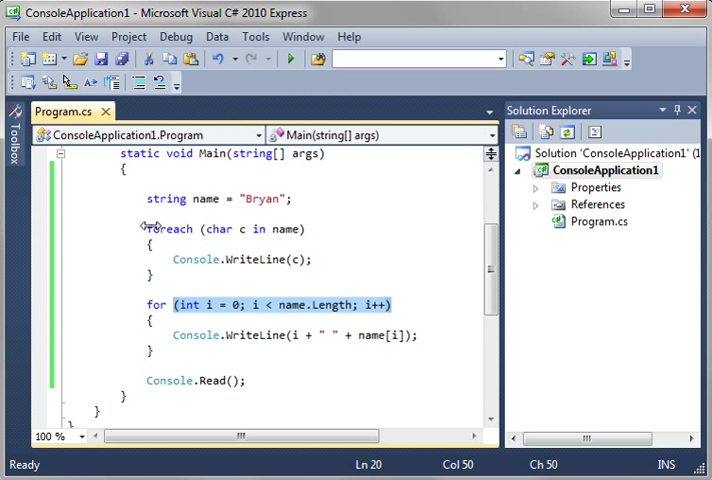 ConsoleApplication1 - Microsoft Visual C# 2010 Express
File Edit View Project Debug Data Tools Window Help
Toolbox
Program.cs
ConsoleApplication1.Program
Main(string[] args)
static void Main(string[] args)
{
string name = "Bryan";
foreach (char c in name)
{
Console.WriteLine(c);
}
for (int i = 0; i < name.Length; i++)
{
Console.WriteLine(i + " " + name[i]);
}
Console.Read();
}
}
100 %
Solution Explorer
Solution 'ConsoleApplication1' (1
ConsoleApplication1
Properties
References
Program.cs
Ready Ln 20 Col 50 Ch 50 INS